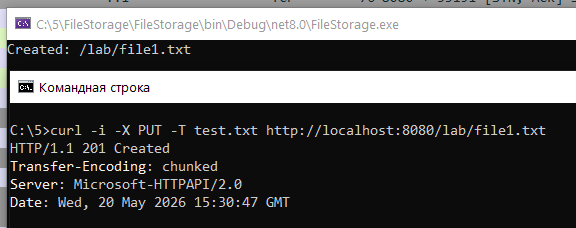 C:\5\FileStorage\FileStorage\bin\Debug\net8.0\FileStorage.exe
Created: /lab/file1.txt
Командная строка
C:\5>curl -i -X PUT -T test.txt http://localhost:8080/lab/file1.txt
HTTP/1.1 201 Created
Transfer-Encoding: chunked
Server: Microsoft-HTTPAPI/2.0
Date: Wed, 20 May 2026 15:30:47 GMT